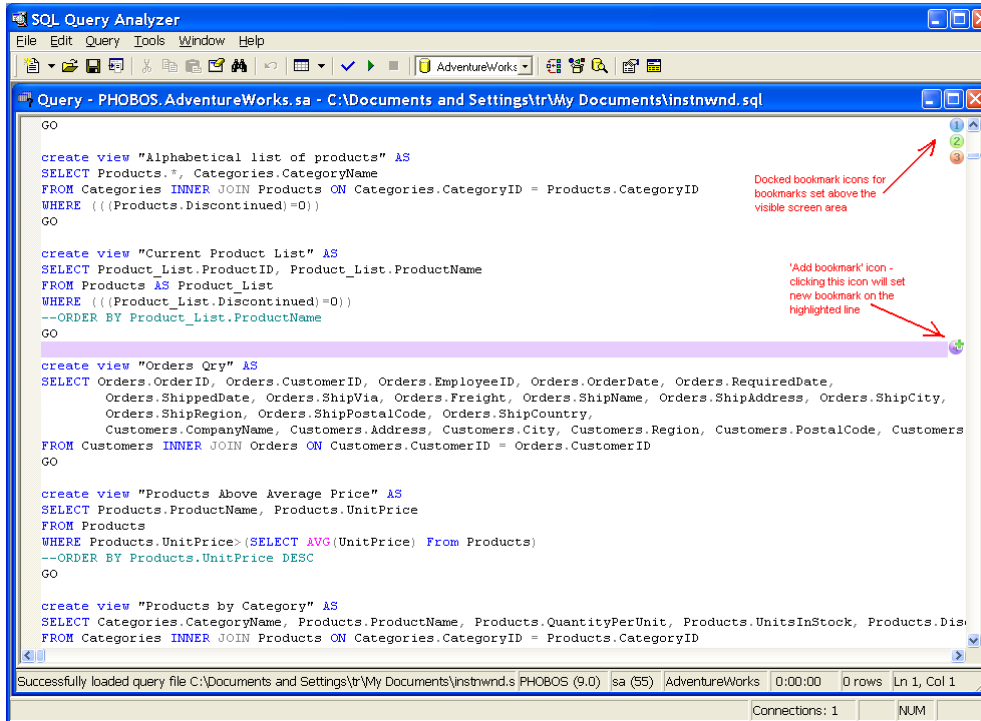 SQL Query Analyzer
File Edit Query Tools Window Help
AdventureWorks
Query - PHOBOS.AdventureWorks.sa - C:\Documents and Settings\tr\My Documents\instnwnd.sql
GO
1
2
3
create view "Alphabetical list of products" AS
SELECT Products.*, Categories.CategoryName
FROM Categories INNER JOIN Products ON Categories.CategoryID = Products.CategoryID
WHERE (((Products.Discontinued)=0))
GO
Docked bookmark icons for
bookmarks set above the
visible screen area
create view "Current Product List" AS
SELECT Product_List.ProductID, Product_List.ProductName
FROM Products AS Product_List
WHERE (((Product_List.Discontinued)=0))
--ORDER BY Product_List.ProductName
GO
'Add bookmark' icon -
clicking this icon will set
new bookmark on the
highlighted line
create view "Orders Qry" AS
SELECT Orders.OrderID, Orders.CustomerID, Orders.EmployeeID, Orders.OrderDate, Orders.RequiredDate,
Orders.ShippedDate, Orders.ShipVia, Orders.Freight, Orders.ShipName, Orders.ShipAddress, Orders.ShipCity,
Orders.ShipRegion, Orders.ShipPostalCode, Orders.ShipCountry,
Customers.CompanyName, Customers.Address, Customers.City, Customers.Region, Customers.PostalCode, Customers
FROM Customers INNER JOIN Orders ON Customers.CustomerID = Orders.CustomerID
GO
create view "Products Above Average Price" AS
SELECT Products.ProductName, Products.UnitPrice
FROM Products
WHERE Products.UnitPrice>(SELECT AVG(UnitPrice) From Products)
--ORDER BY Products.UnitPrice DESC
GO
create view "Products by Category" AS
SELECT Categories.CategoryName, Products.ProductName, Products.QuantityPerUnit, Products.UnitsInStock, Products.Dis
FROM Categories INNER JOIN Products ON Categories.CategoryID = Products.CategoryID
Successfully loaded query file C:\Documents and Settings\tr\My Documents\instnwnd.s PHOBOS (9.0) sa (55) AdventureWorks 0:00:00 0 rows Ln 1, Col 1
Connections: 1 NUM